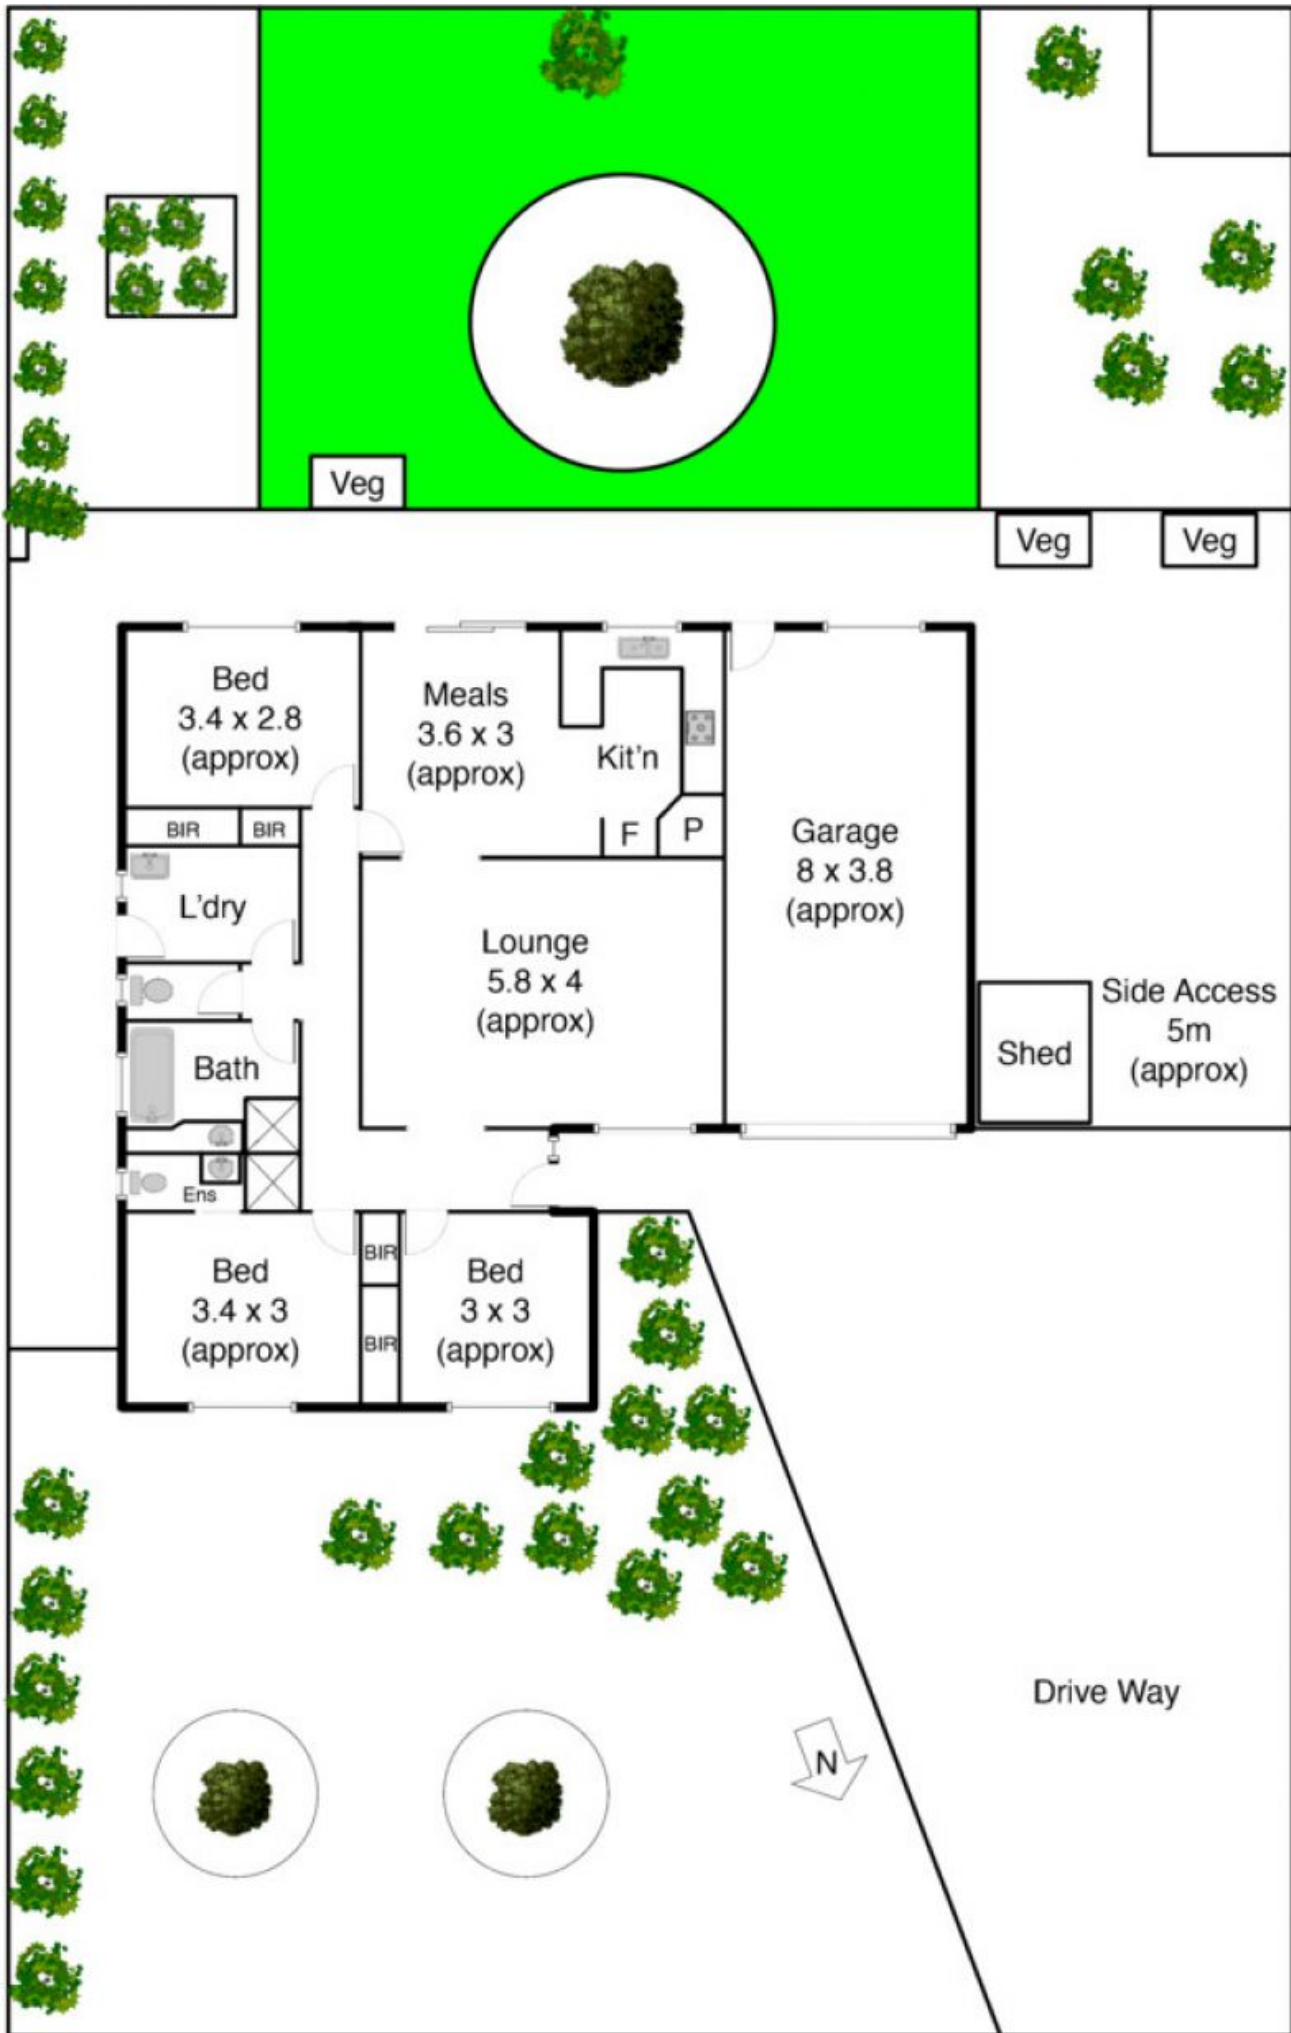 Veg
Veg
Veg
Bed
3.4 x 2.8
(approx)
Meals
3.6 x 3
(approx)
Kit'n
BIR
BIR
F
P
Garage
8 x 3.8
(approx)
L'dry
Lounge
5.8 x 4
(approx)
Side Access
5m
(approx)
Shed
Bath
Ens
Bed
3.4 x 3
(approx)
BIR
BIR
Bed
3 x 3
(approx)
Drive Way
N